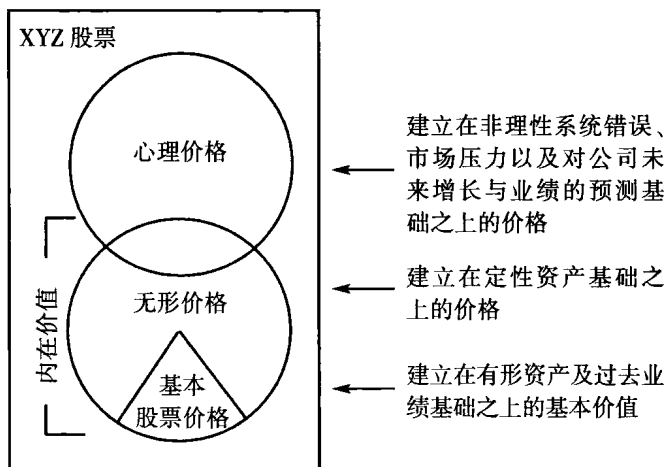 XYZ 股票
心理价格
建立在非理性系统错误、
市场压力以及对公司未
来增长与业绩的预测基
础之上的价格
内在价值
无形价格
建立在定性资产基础之
上的价格
基本
股票价格
建立在有形资产及过去业
绩基础之上的基本价值